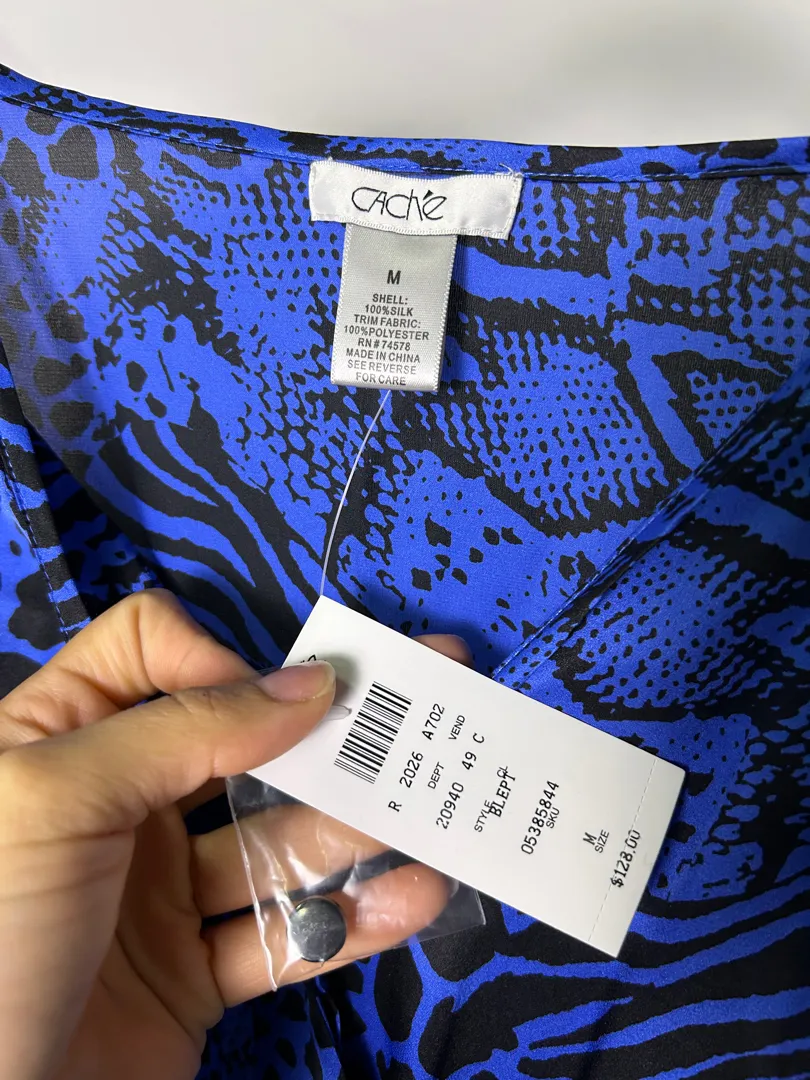 CACHÉ
M
SHELL:
100%SILK
TRIM FABRIC:
100%POLYESTER
RN#74578
MADE IN CHINA
SEE REVERSE
FOR CARE
R 2026 A702
DEPT VEND
20940 49 C
STYLE CL
BLEPT
05385844
SKU
M
SIZE
$128.00